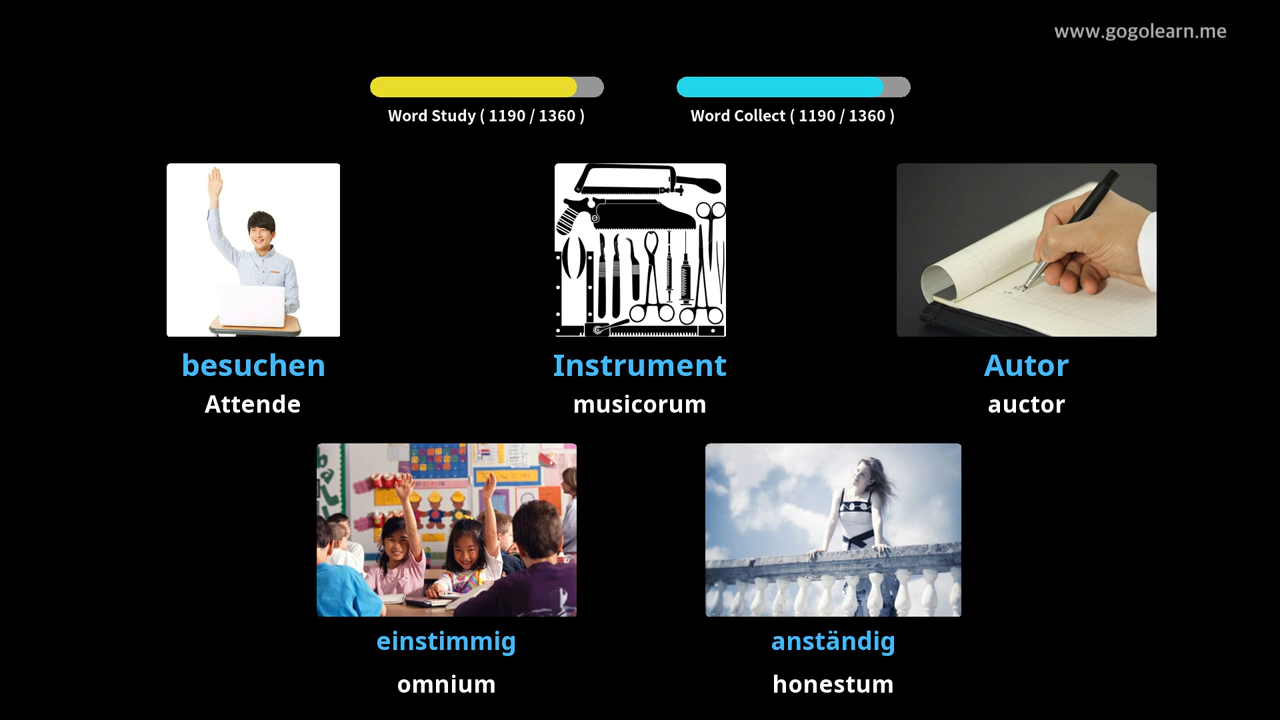 www.gogolearn.me
Word Study ( 1190 / 1360 )
Word Collect ( 1190 / 1360 )
besuchen
Attende
Instrument
musicorum
Autor
auctor
einstimmig
omnium
anständig
honestum